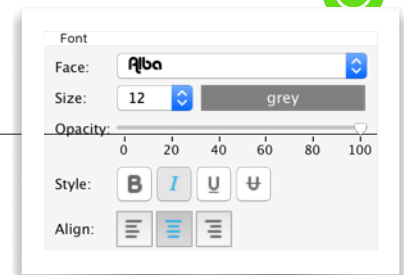 Font
Face: Alba
Size: 12 grey
Opacity:
0 20 40 60 80 100
Style: B I U U
Align: